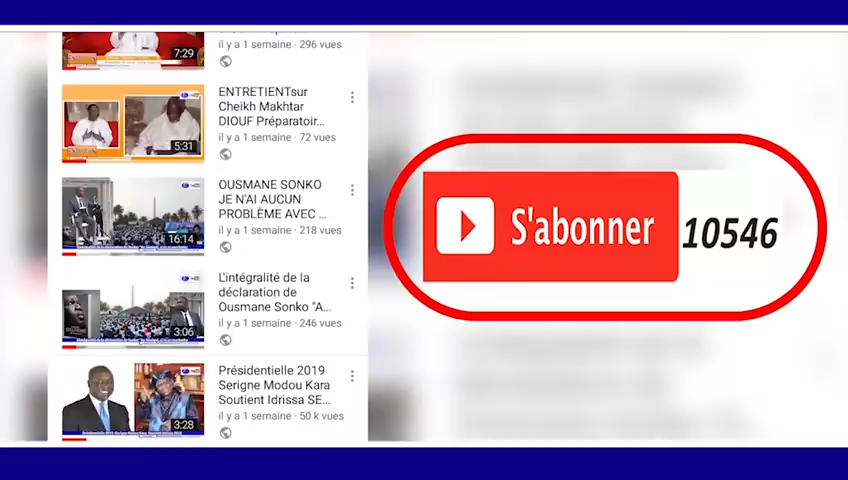 7:29
il y a 1 semaine · 296 vues
ENTRETIENTsur
Cheikh Makhtar
DIOUF Préparatoir...
il y a 1 semaine · 72 vues
5:31
OUSMANE SONKO
JE N'AI AUCUN
PROBLÈME AVEC ...
il y a 1 semaine · 218 vues
16:14
L'intégralité de la
déclaration de
Ousmane Sonko "A...
il y a 1 semaine · 246 vues
3:06
Présidentielle 2019
Serigne Modou Kara
Soutient Idrissa SE...
il y a 1 semaine · 50 k vues
3:28
S'abonner
10546